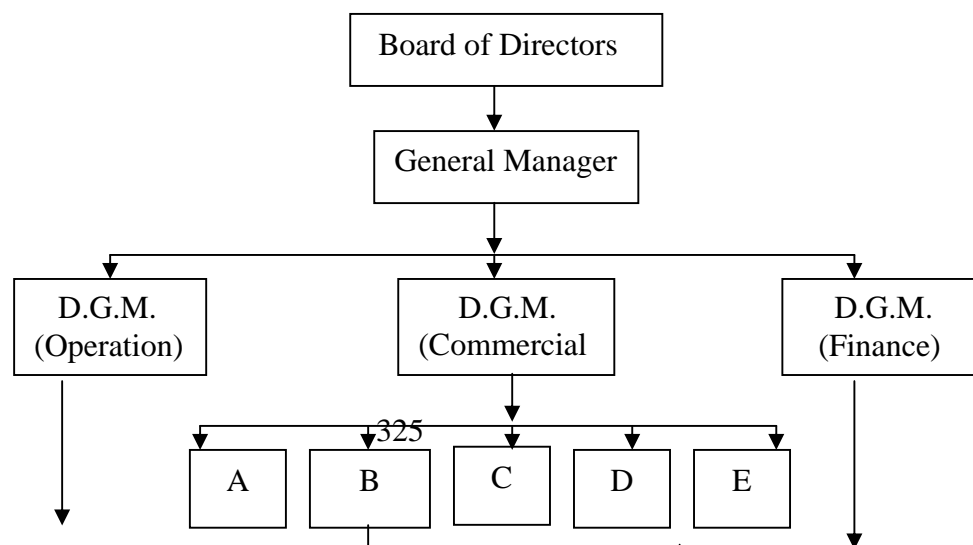 Board of Directors
General Manager
D.G.M.
(Operation)
D.G.M.
(Commercial
D.G.M.
(Finance)
325
A
B
C
D
E